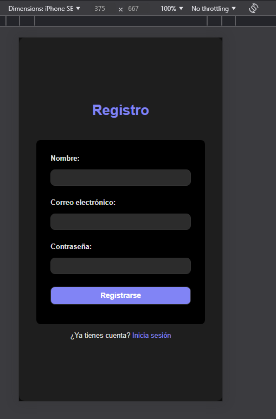 Dimensions: iPhone SE ▼ 375 × 667 100% ▼ No throttling ▼
Registro
Nombre:
Correo electrónico:
Contraseña:
Registrarse
¿Ya tienes cuenta? Inicia sesión